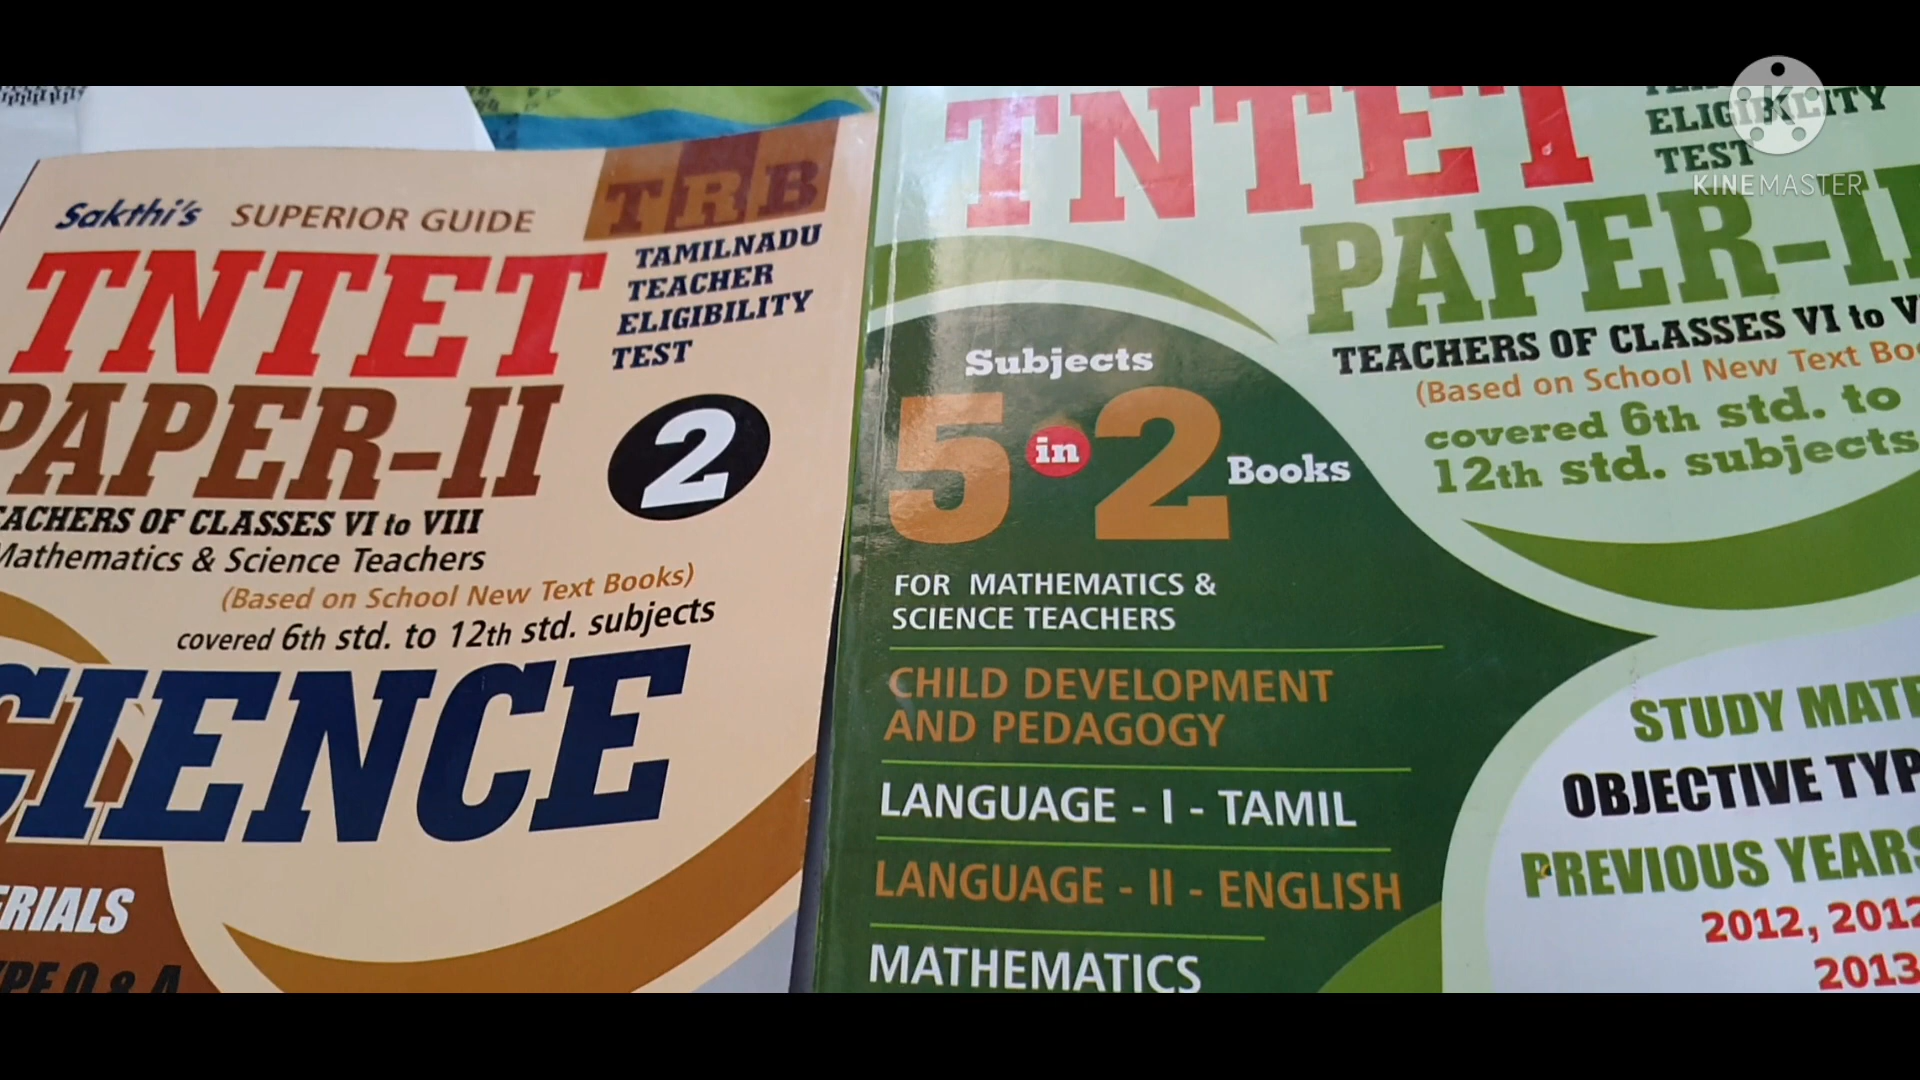 Sakthi's SUPERIOR GUIDE
TRB
TNTET
TAMILNADU
TEACHER
ELIGIBILITY
TEST
PAPER-II
2
TEACHERS OF CLASSES VI to VIII
Mathematics & Science Teachers
(Based on School New Text Books)
covered 6th std. to 12th std. subjects
CIENCE
ERIALS
YPE Q & A
TNTET
ELIGIBILITY
TEST
PAPER-II
TEACHERS OF CLASSES VI to V
(Based on School New Text Boo
covered 6th std. to
12th std. subjects
Subjects
5 in 2 Books
FOR MATHEMATICS &
SCIENCE TEACHERS
CHILD DEVELOPMENT
AND PEDAGOGY
LANGUAGE - I - TAMIL
LANGUAGE - II - ENGLISH
MATHEMATICS
STUDY MATE
OBJECTIVE TYP
PREVIOUS YEARS
2012, 2012
2013
KINEMASTER